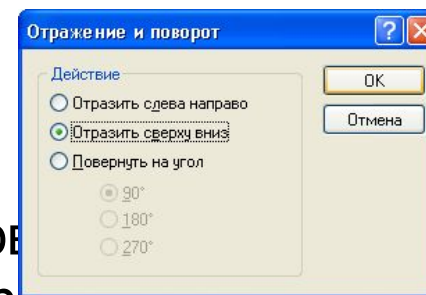 Отражение и поворот
Действие
Отразить слева направо
Отразить сверху вниз
Повернуть на угол
90°
180°
270°
OK
Отмена